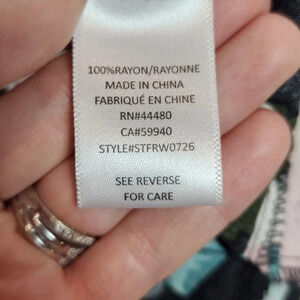 100%RAYON/RAYONNE
MADE IN CHINA
FABRIQUÉ EN CHINE
RN#44480
CA#59940
STYLE#STFRW0726
SEE REVERSE
FOR CARE